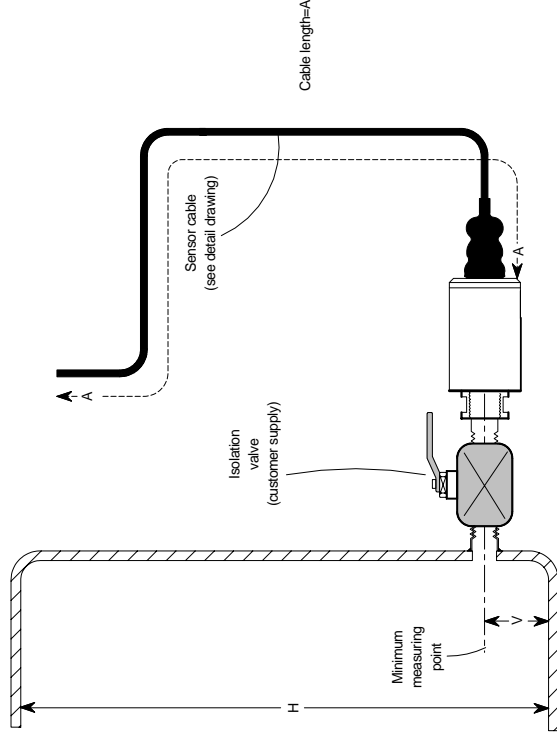 Cable length=A
Sensor cable
(see detail drawing)
A
A
Isolation
valve
(customer supply)
Minimum
measuring
point
V
H